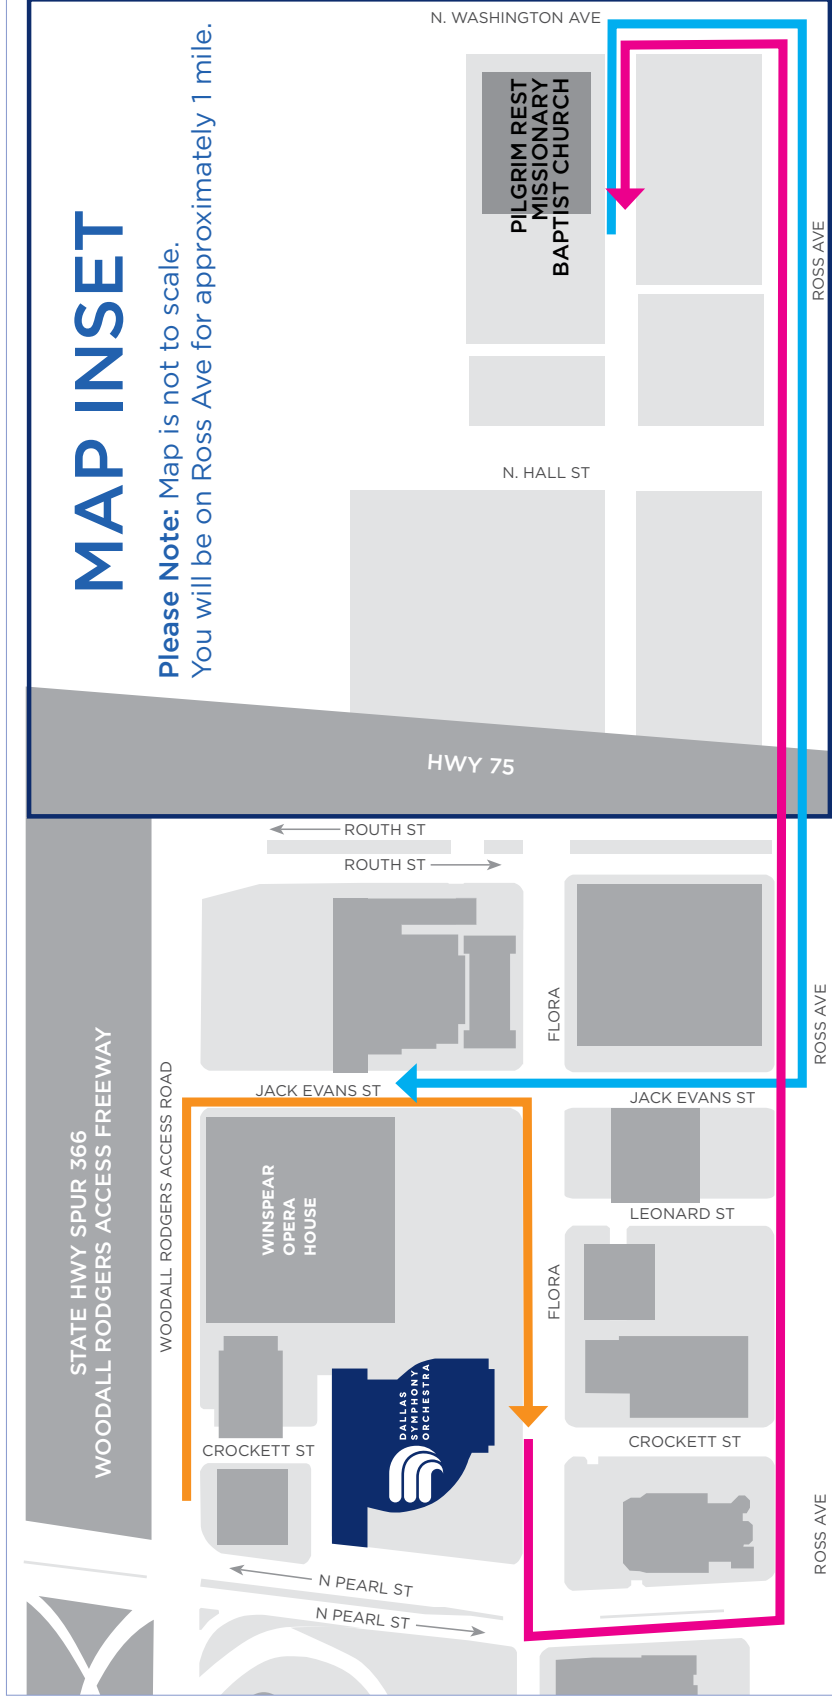 N. WASHINGTON AVE
PILGRIM REST
MISSIONARY
BAPTIST CHURCH
MAP INSET
Please Note: Map is not to scale.
You will be on Ross Ave for approximately 1 mile.
ROSS AVE
N. HALL ST
HWY 75
ROUTH ST
ROUTH ST
FLORA
ROSS AVE
STATE HWY SPUR 366
WOODALL RODGERS ACCESS FREEWAY
WOODALL RODGERS ACCESS ROAD
JACK EVANS ST
JACK EVANS ST
WINSPEAR
OPERA
HOUSE
LEONARD ST
FLORA
DALLAS
SYMPHONY
ORCHESTRA
CROCKETT ST
CROCKETT ST
ROSS AVE
N PEARL ST
N PEARL ST